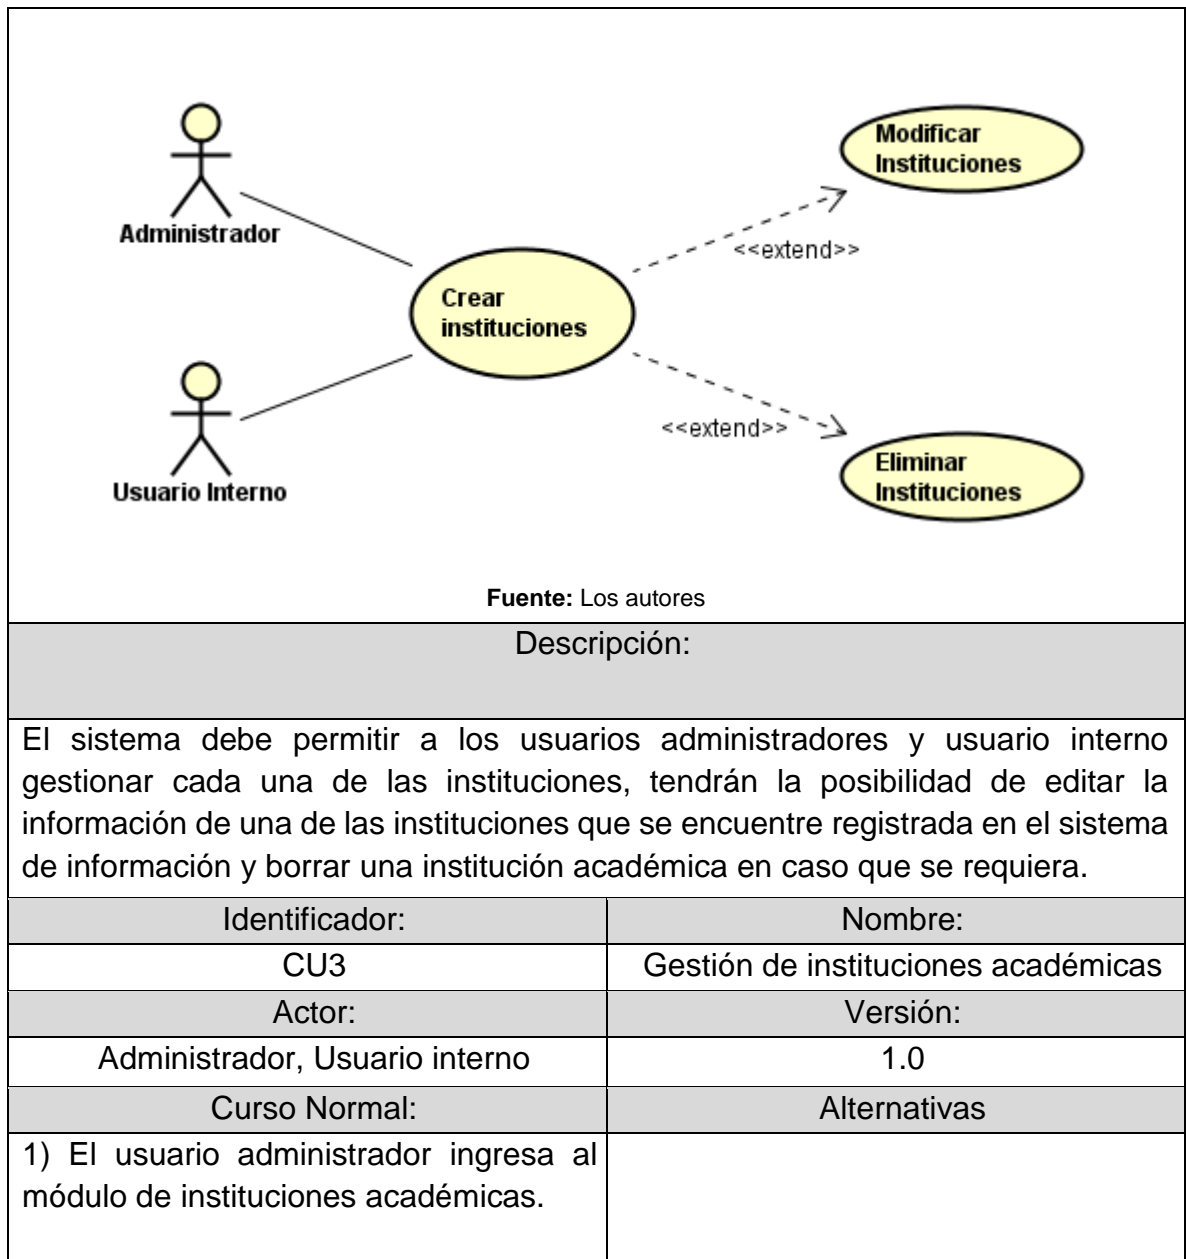 Administrador
Usuario Interno
Crear
instituciones
<<extend>>
<<extend>>
Modificar
Instituciones
Eliminar
Instituciones
Fuente: Los autores
Descripción:
El sistema debe permitir a los usuarios administradores y usuario interno
gestionar cada una de las instituciones, tendrán la posibilidad de editar la
información de una de las instituciones que se encuentre registrada en el sistema
de información y borrar una institución académica en caso que se requiera.
Identificador:
Nombre:
CU3
Gestión de instituciones académicas
Actor:
Versión:
Administrador, Usuario interno
1.0
Curso Normal:
Alternativas
1) El usuario administrador ingresa al
módulo de instituciones académicas.